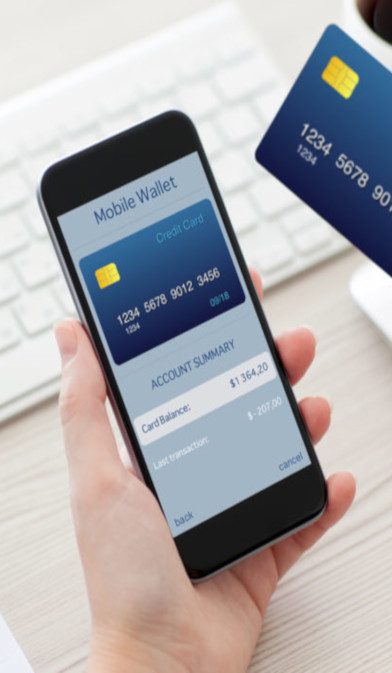 Mobile Wallet
Credit Card
1234 5678 9012 3456
1234
09/18
ACCOUNT SUMMARY
Card Balance: $1 364,20
Last transaction: $ - 207,00
back cancel
1234 5678 90
1234